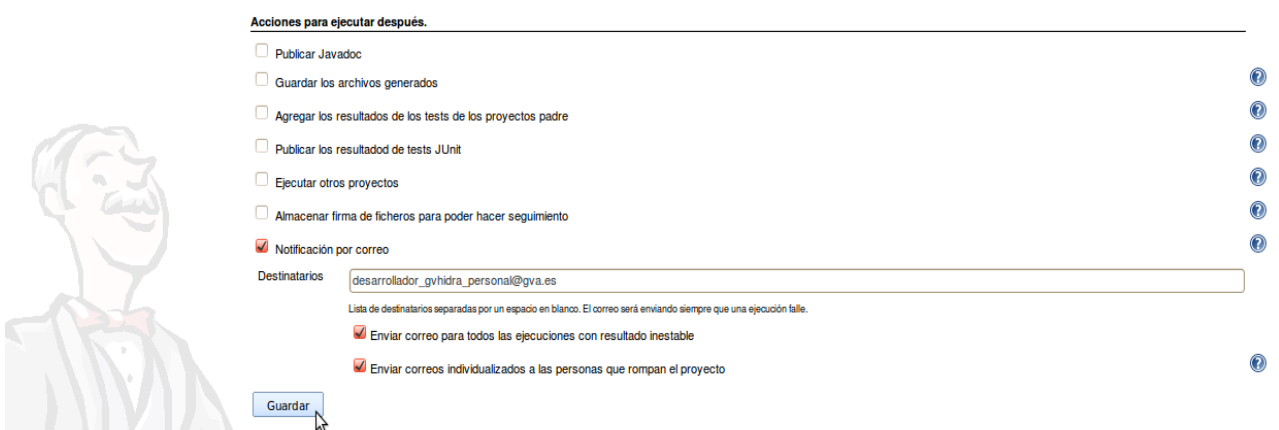 Acciones para ejecutar después.
Publicar Javadoc
Guardar los archivos generados
Agregar los resultados de los tests de los proyectos padre
Publicar los resultadod de tests JUnit
Ejecutar otros proyectos
Almacenar firma de ficheros para poder hacer seguimiento
Notificación por correo
Destinatarios desarrollador_gvhidra_personal@gva.es
Lista de destinatarios separadas por un espacio en blanco. El correo será enviando siempre que una ejecución falle.
Enviar correo para todos las ejecuciones con resultado inestable
Enviar correos individualizados a las personas que rompan el proyecto
Guardar